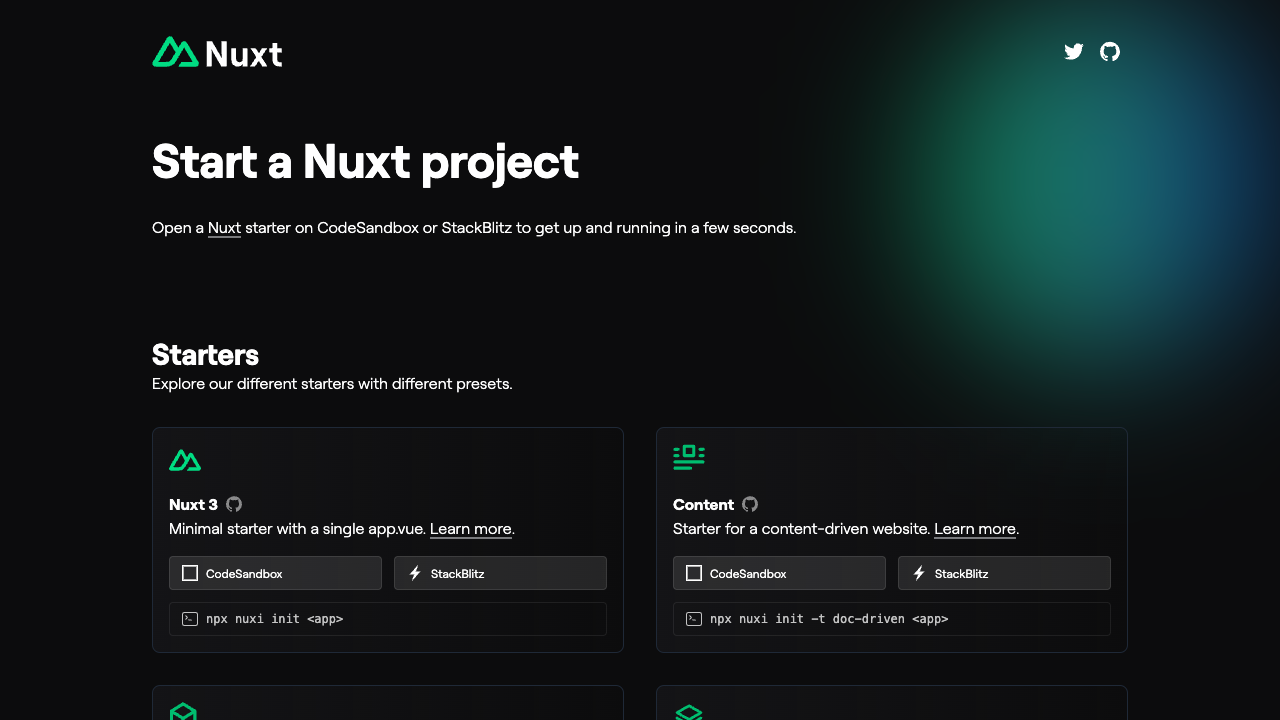 Nuxt
Start a Nuxt project
Open a Nuxt starter on CodeSandbox or StackBlitz to get up and running in a few seconds.
Starters
Explore our different starters with different presets.
Nuxt 3
Minimal starter with a single app.vue. Learn more.
CodeSandbox
StackBlitz
npx nuxi init <app>
Content
Starter for a content-driven website. Learn more.
CodeSandbox
StackBlitz
npx nuxi init -t doc-driven <app>